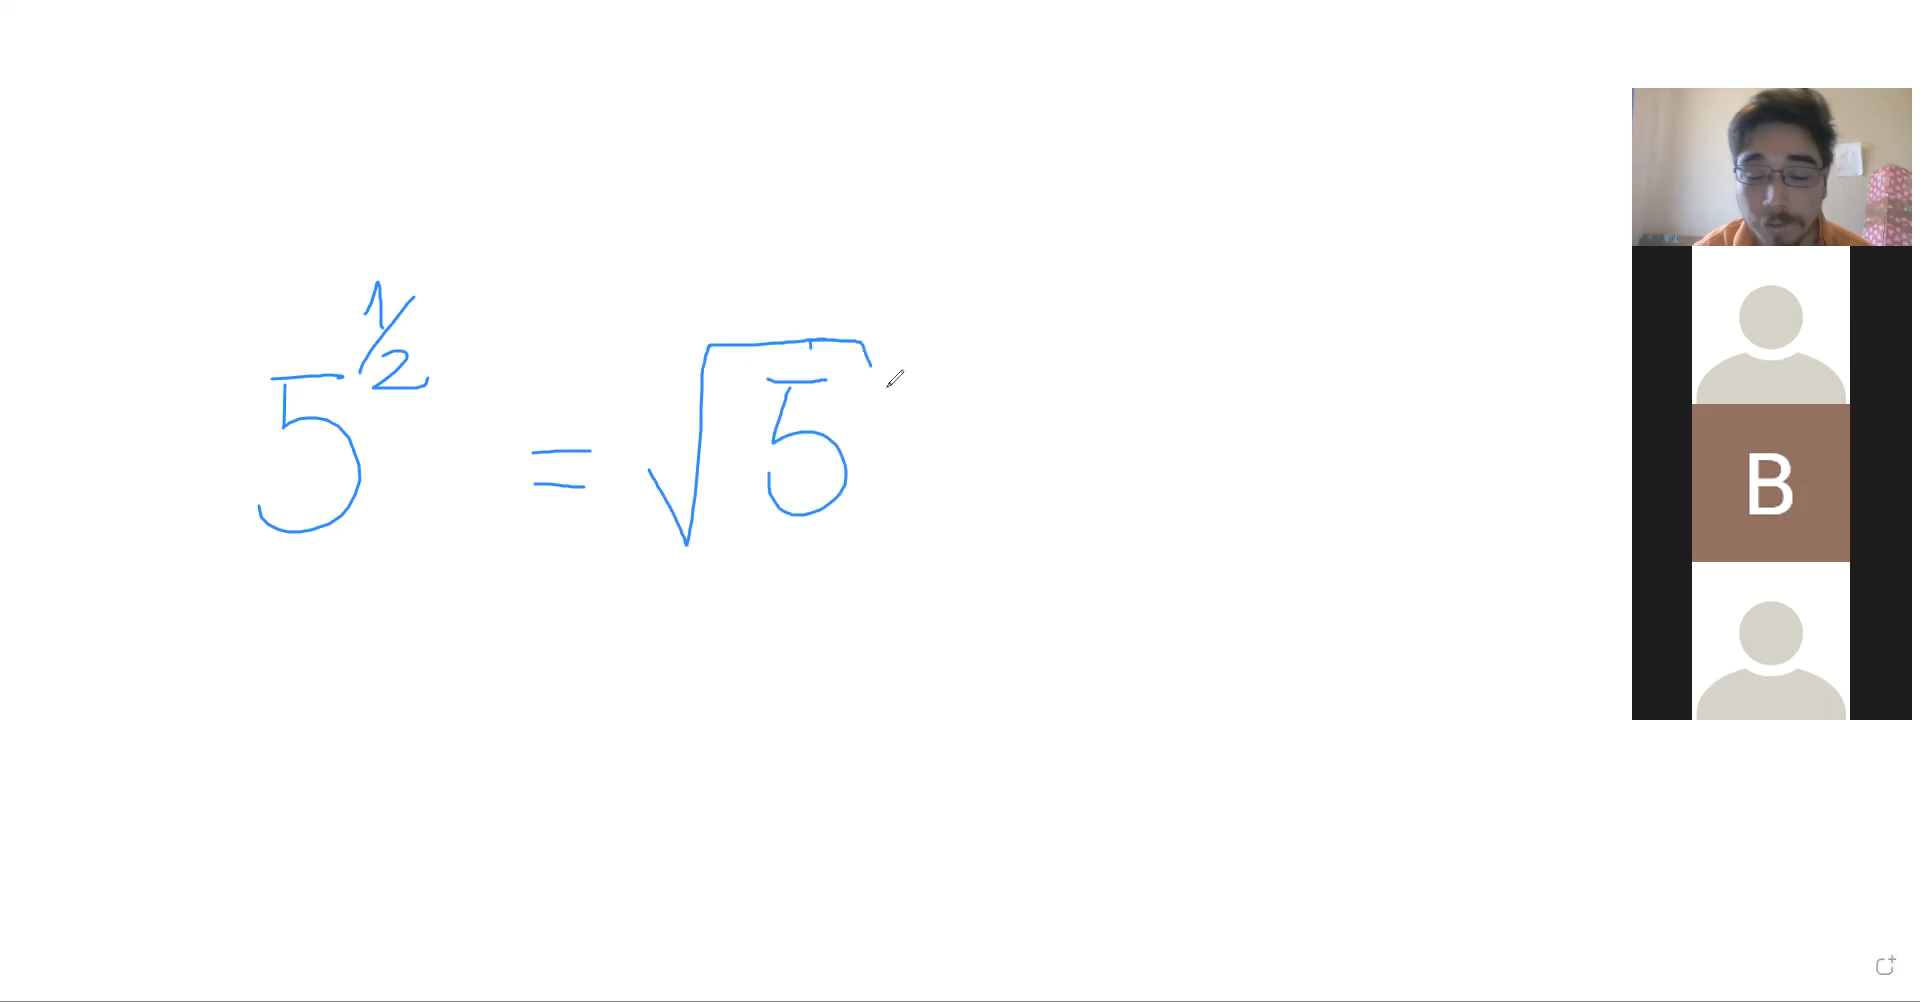 5^{1/2} = √5
B